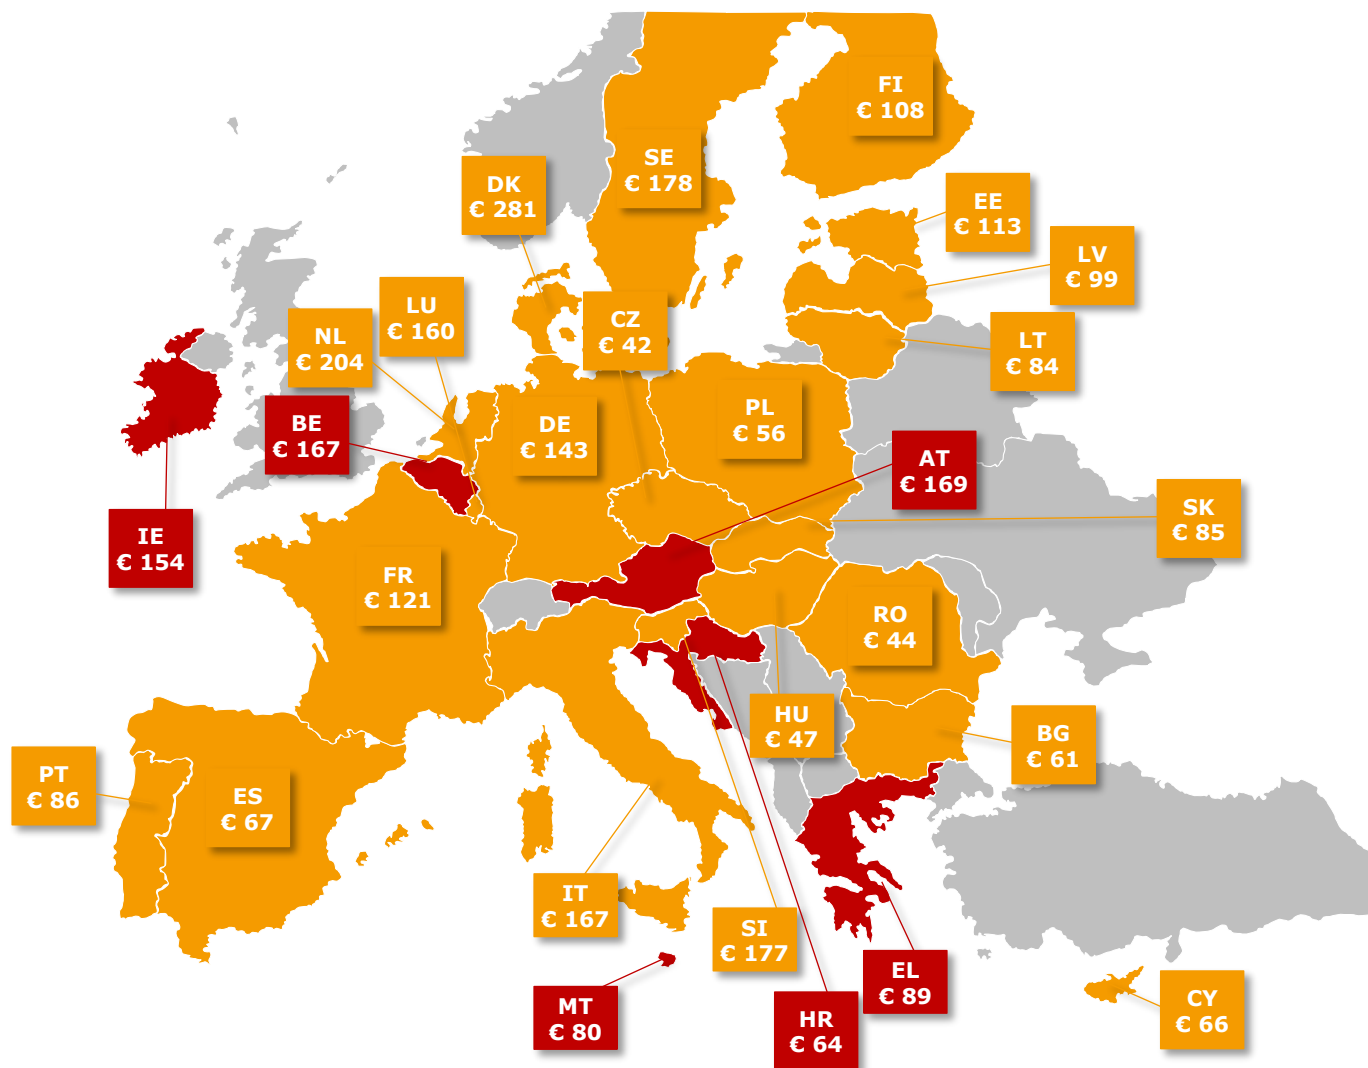 FI
€ 108
SE
€ 178
DK
€ 281
EE
€ 113
LV
€ 99
LU
€ 160
CZ
€ 42
NL
€ 204
LT
€ 84
BE
€ 167
DE
€ 143
PL
€ 56
AT
€ 169
SK
€ 85
IE
€ 154
FR
€ 121
RO
€ 44
HU
€ 47
BG
€ 61
PT
€ 86
ES
€ 67
IT
€ 167
SI
€ 177
EL
€ 89
MT
€ 80
HR
€ 64
CY
€ 66